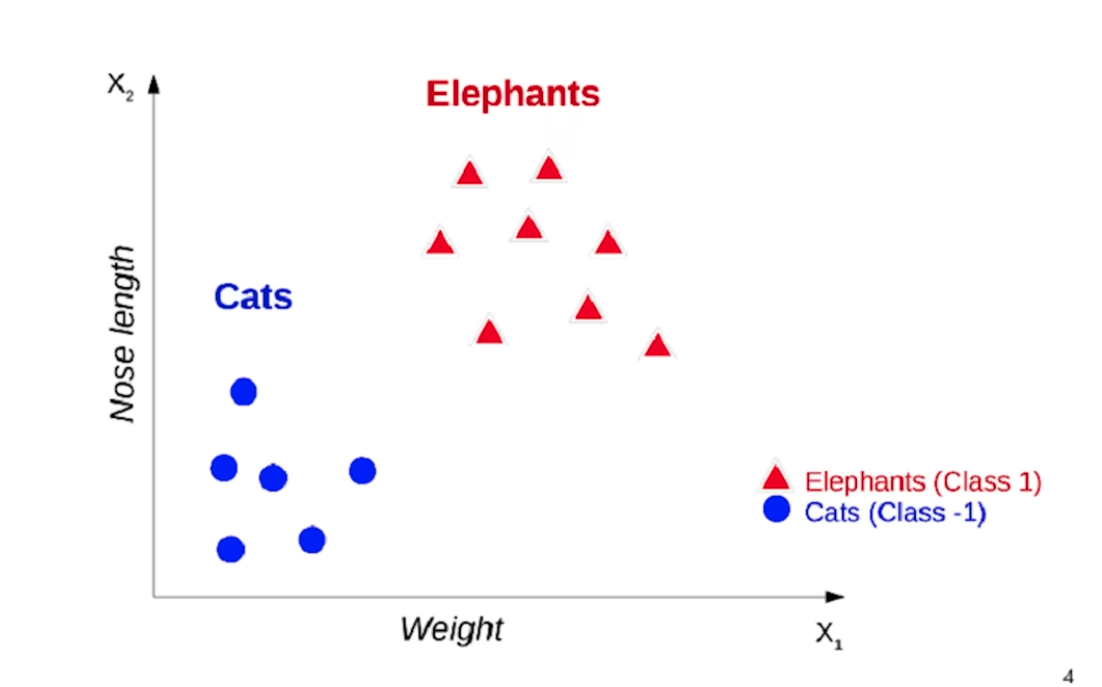 X2
Elephants
Nose length
Cats
Elephants (Class 1)
Cats (Class -1)
Weight
X1
4